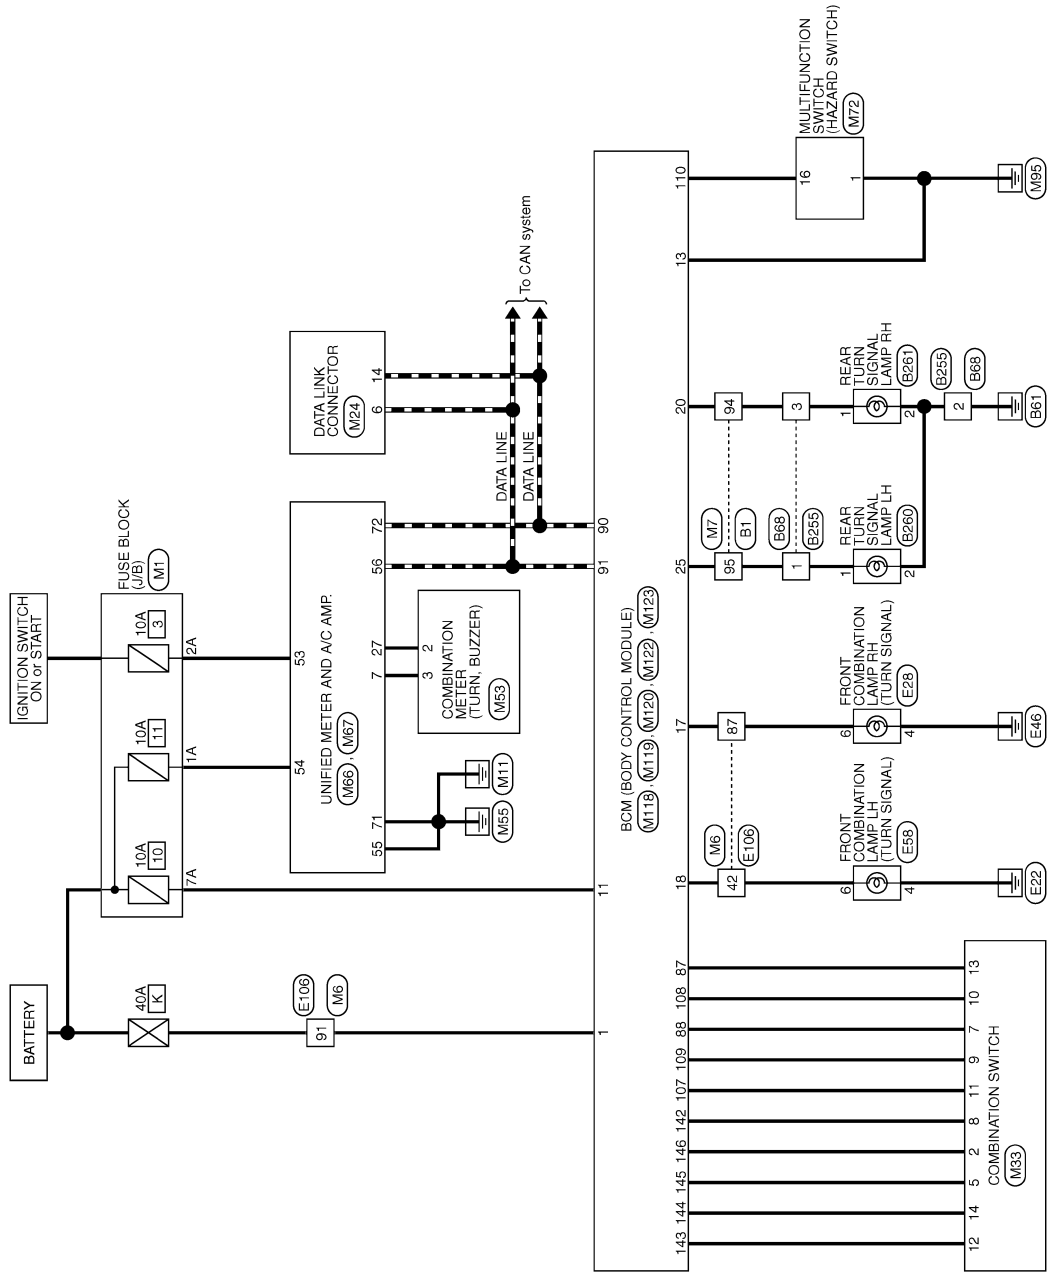 BATTERY
IGNITION SWITCH
ON or START
40A
K
10A
10
10A
11
10A
3
FUSE BLOCK
(J/B)
M1
7A
1A
2A
E106
M6
91
54
53
UNIFIED METER AND A/C AMP.
M66 , M67
55
71
7
27
56
72
M55
M11
3
2
COMBINATION
METER
(TURN, BUZZER)
M53
DATA LINK
CONNECTOR
M24
6
14
DATA LINE
DATA LINE
To CAN system
1
11
91
90
BCM (BODY CONTROL MODULE)
M118 , M119 , M120 , M122 , M123
143
144
145
146
142
107
109
88
108
87
18
17
25
20
13
110
12
14
5
2
8
11
9
7
10
13
COMBINATION SWITCH
M33
42
M6
E106
87
6
FRONT
COMBINATION
LAMP LH
(TURN SIGNAL)
E58
4
E22
6
FRONT
COMBINATION
LAMP RH
(TURN SIGNAL)
E28
4
E46
95
M7
B1
94
1
B68
B255
3
1
REAR
TURN
SIGNAL
LAMP LH
B260
2
1
REAR
TURN
SIGNAL
LAMP RH
B261
2
B255
2
B68
B61
16
1
MULTIFUNCTION
SWITCH
(HAZARD SWITCH)
M72
M95